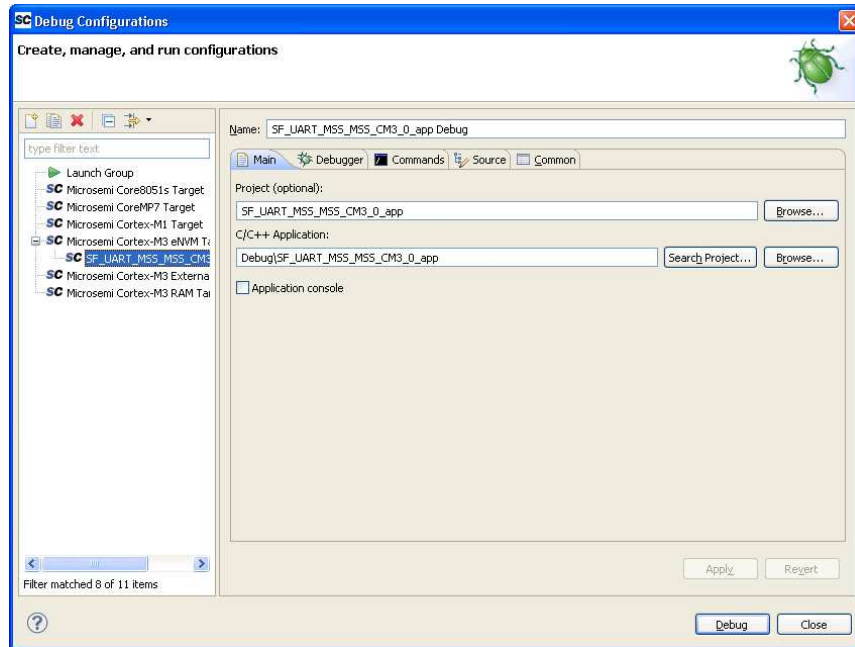 SC Debug Configurations
Create, manage, and run configurations
type filter text
Launch Group
SC Microsemi Core8051s Target
SC Microsemi CoreMP7 Target
SC Microsemi Cortex-M1 Target
SC Microsemi Cortex-M3 eNVM Ta
SC SF_UART_MSS_MSS_CM3
SC Microsemi Cortex-M3 Externa
SC Microsemi Cortex-M3 RAM Tar
Filter matched 8 of 11 items
Name: SF_UART_MSS_MSS_CM3_0_app Debug
Main Debugger Commands Source Common
Project (optional):
SF_UART_MSS_MSS_CM3_0_app Browse...
C/C++ Application:
Debug\SF_UART_MSS_MSS_CM3_0_app Search Project... Browse...
Application console
Apply Revert
? Debug Close